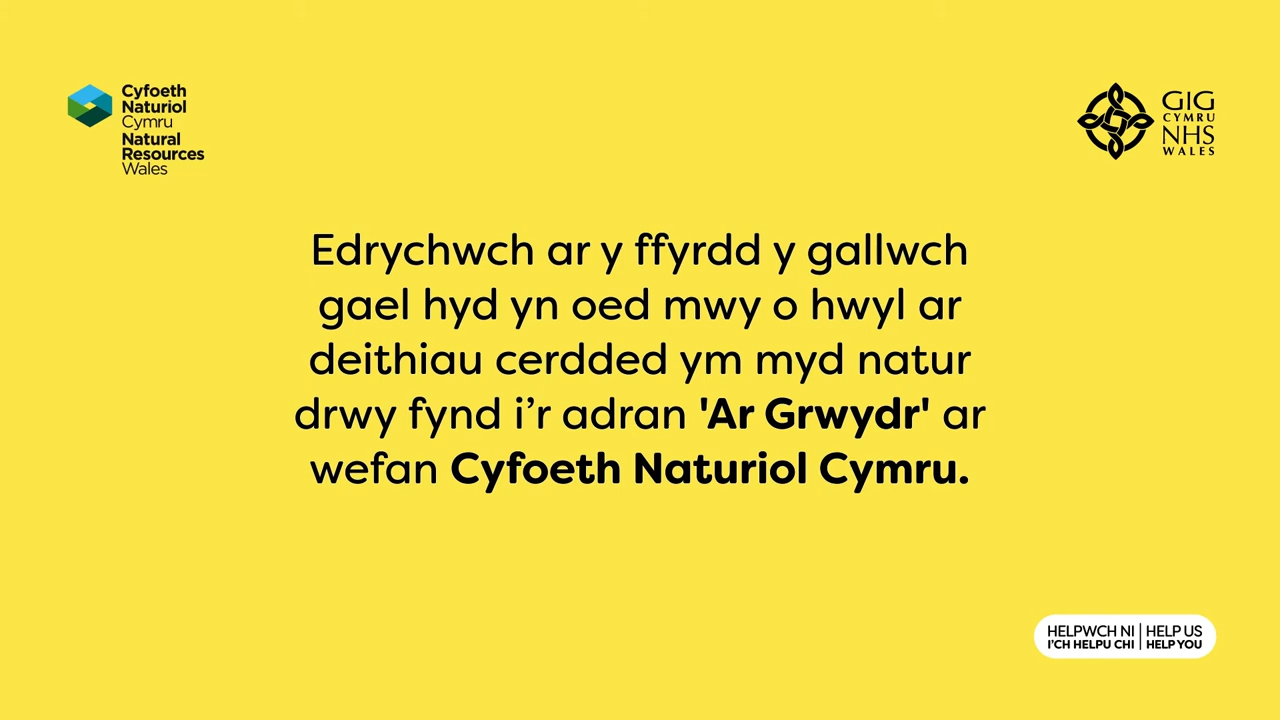 Cyfoeth
Naturiol
Cymru
Natural
Resources
Wales
GIG
CYMRU
NHS
WALES
Edrychwch ar y ffyrdd y gallwch
gael hyd yn oed mwy o hwyl ar
deithiau cerdded ym myd natur
drwy fynd i’r adran 'Ar Grwydr' ar
wefan Cyfoeth Naturiol Cymru.
HELPWCH NI | HELP US
I’CH HELPU CHI | HELP YOU